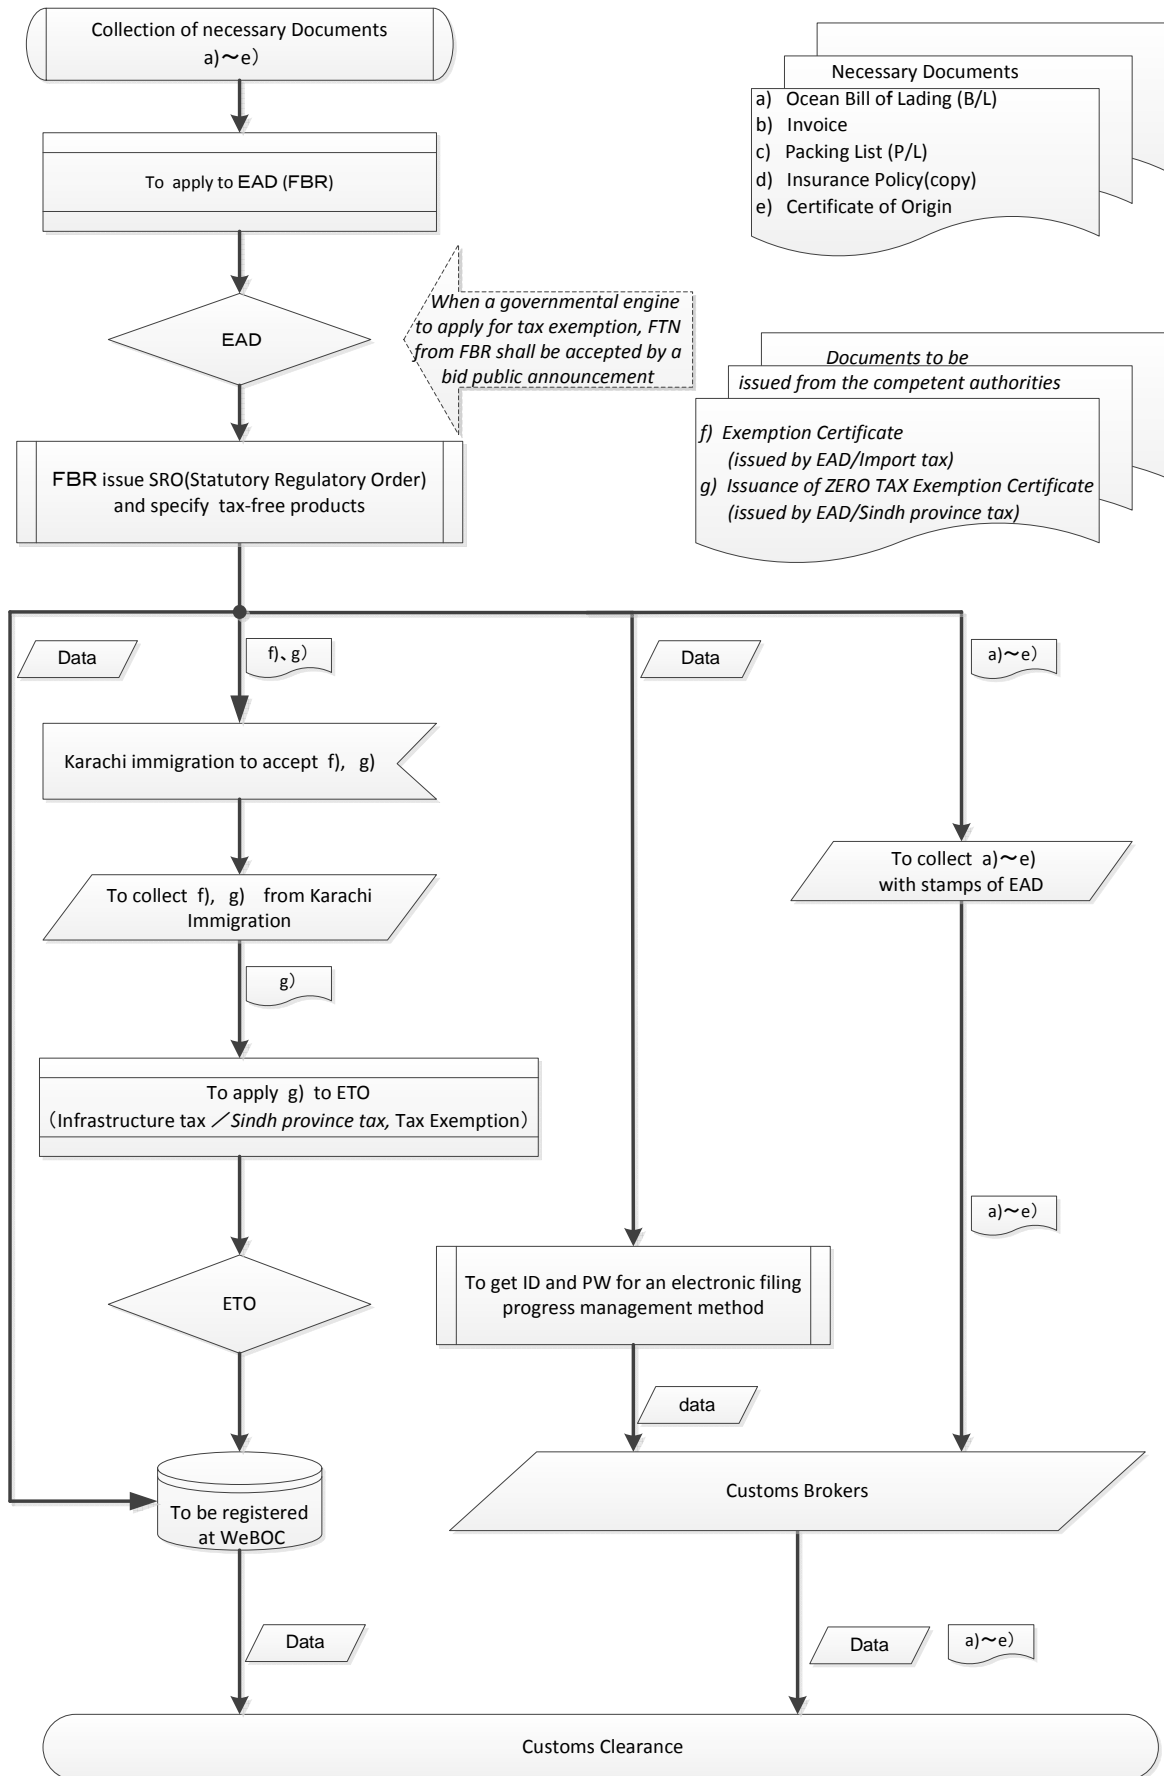 Collection of necessary Documents
a)～e）
Necessary Documents
a) Ocean Bill of Lading (B/L)
b) Invoice
c) Packing List (P/L)
d) Insurance Policy(copy)
e) Certificate of Origin
To apply to EAD (FBR)
EAD
When a governmental engine
to apply for tax exemption, FTN
from FBR shall be accepted by a
bid public announcement
Documents to be
issued from the competent authorities
f) Exemption Certificate
(issued by EAD/Import tax)
g) Issuance of ZERO TAX Exemption Certificate
(issued by EAD/Sindh province tax)
FBR issue SRO(Statutory Regulatory Order)
and specify tax-free products
Data
f)、g）
Data
a)～e）
Karachi immigration to accept f), g)
To collect a)～e)
with stamps of EAD
To collect f), g) from Karachi
Immigration
g）
To apply g) to ETO
（Infrastructure tax ／Sindh province tax, Tax Exemption）
a)～e）
ETO
To get ID and PW for an electronic filing
progress management method
data
Customs Brokers
To be registered
at WeBOC
Data
Data
a)～e）
Customs Clearance